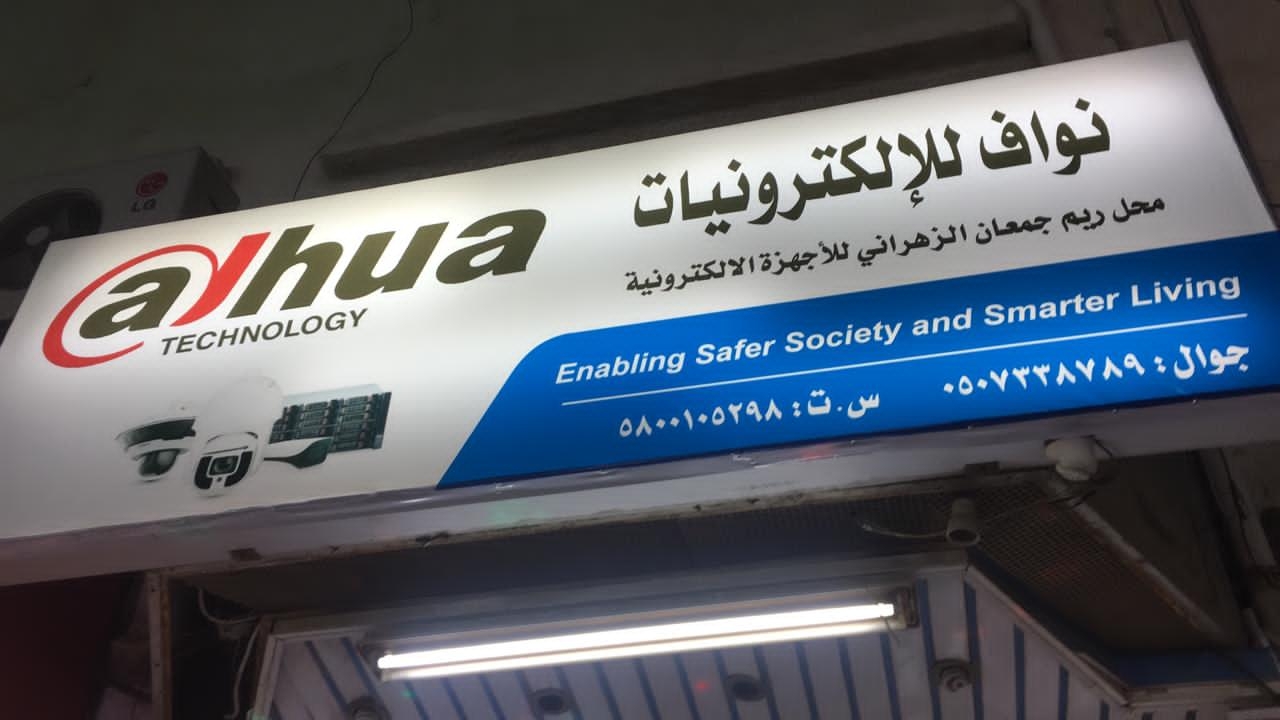 نواف للإلكترونيات
محل ريم جمعان الزهراني للأجهزة الالكترونية
alhua
TECHNOLOGY
Enabling Safer Society and Smarter Living
جوال : ٠٥٠٧٣٣٨٧٨٩ س.ت : ٥٨٠٠١٠٥٢٩٨
LG